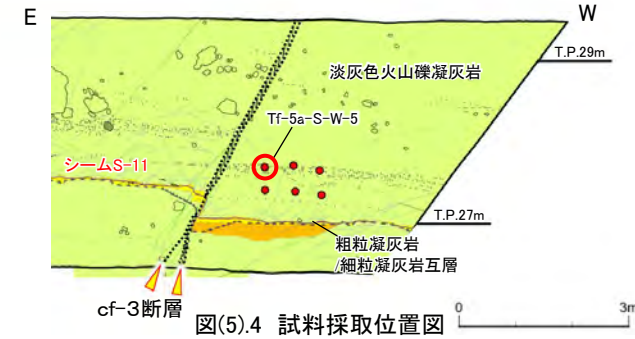 E
W
T.P.29m
淡灰色火山礫凝灰岩
Tf-5a-S-W-5
シームS-11
T.P.27m
粗粒凝灰岩
/細粒凝灰岩互層
cf-3断層
図(5).4 試料採取位置図
0
3m